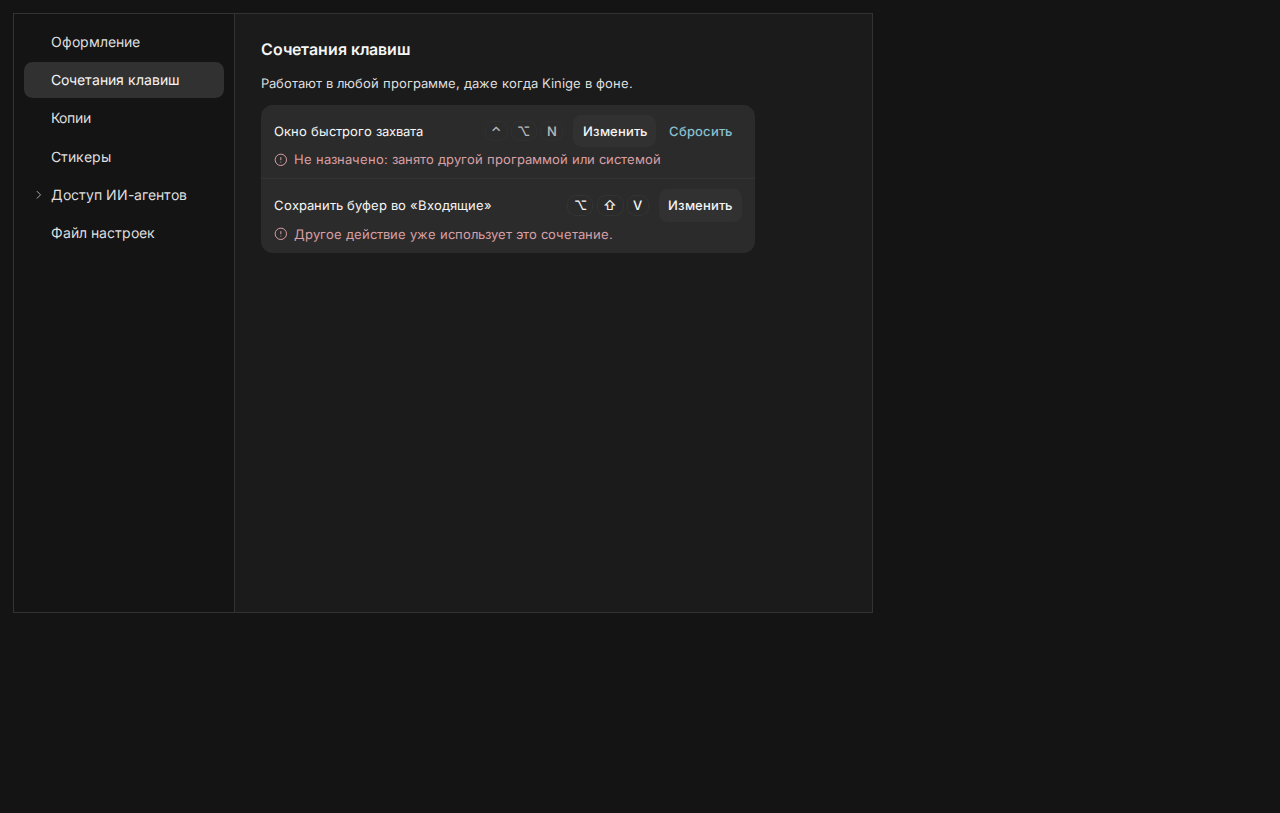 Оформление
Сочетания клавиш
Копии
Стикеры
Доступ ИИ-агентов
Файл настроек
Сочетания клавиш
Работают в любой программе, даже когда Kinige в фоне.
Окно быстрого захвата ⌃ ⌥ N Изменить Сбросить
Не назначено: занято другой программой или системой
Сохранить буфер во «Входящие» ⌥ ⇧ V Изменить
Другое действие уже использует это сочетание.